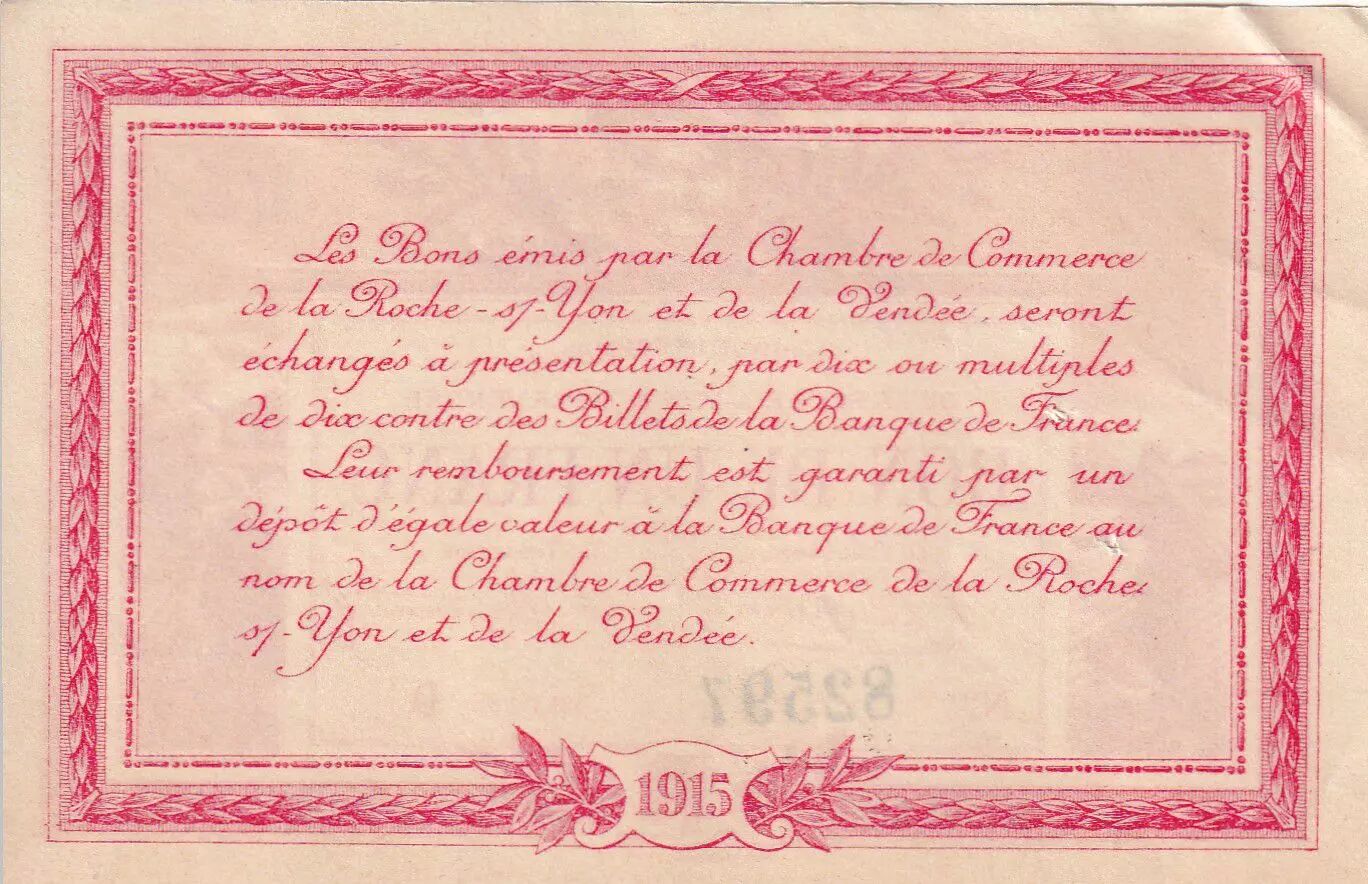 Les Bons émis par la Chambre de Commerce
de la Roche-s/-Yon et de la Vendée, seront
échangés à présentation, par dix ou multiples
de dix contre des Billets de la Banque de France.
Leur remboursement est garanti par un
dépôt d'égale valeur à la Banque de France au
nom de la Chambre de Commerce de la Roche-
s/-Yon et de la Vendée.
82597
1915